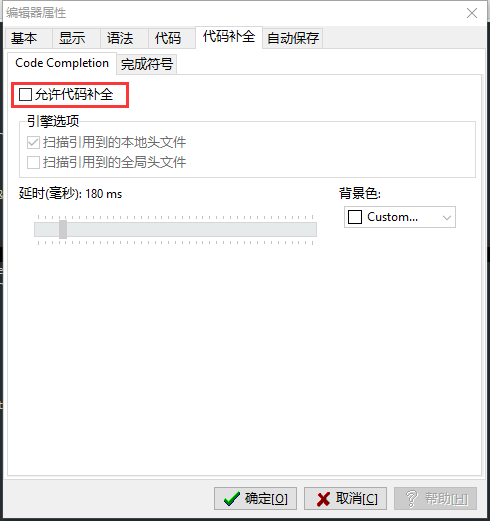 编辑器属性
基本 显示 语法 代码 代码补全 自动保存
Code Completion 完成符号
允许代码补全
引擎选项
扫描引用到的本地头文件
扫描引用到的全局头文件
延时(毫秒): 180 ms 背景色:
Custom...
确定[O] 取消[C] 帮助[H]